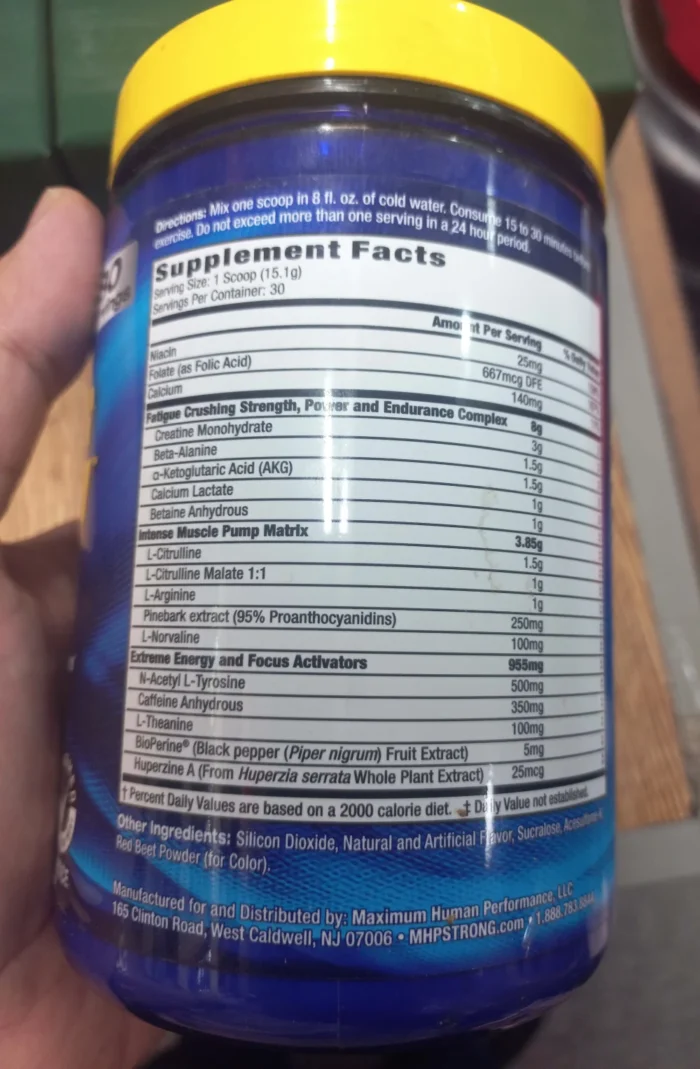 Directions: Mix one scoop in 8 fl. oz. of cold water. Consume 15 to 30 minutes before
exercise. Do not exceed more than one serving in a 24 hour period.
Supplement Facts
Serving Size: 1 Scoop (15.1g)
Servings Per Container: 30
Amount Per Serving % Daily
Niacin 25mg
Folate (as Folic Acid) 667mcg DFE
Calcium 140mg
Fatigue Crushing Strength, Power and Endurance Complex 8g
Creatine Monohydrate 3g
Beta-Alanine 1.5g
α-Ketoglutaric Acid (AKG) 1.5g
Calcium Lactate 1g
Betaine Anhydrous 1g
Intense Muscle Pump Matrix 3.85g
L-Citrulline 1.5g
L-Citrulline Malate 1:1 1g
L-Arginine 1g
Pinebark extract (95% Proanthocyanidins) 250mg
L-Norvaline 100mg
Extreme Energy and Focus Activators 955mg
N-Acetyl L-Tyrosine 500mg
Caffeine Anhydrous 350mg
L-Theanine 100mg
BioPerine® (Black pepper (Piper nigrum) Fruit Extract) 5mg
Huperzine A (From Huperzia serrata Whole Plant Extract) 25mcg
† Percent Daily Values are based on a 2000 calorie diet. ‡ Daily Value not established.
Other Ingredients: Silicon Dioxide, Natural and Artificial Flavor, Sucralose, Acesulfame-K
Red Beet Powder (for Color).
Manufactured for and Distributed by: Maximum Human Performance, LLC
165 Clinton Road, West Caldwell, NJ 07006 • MHPSTRONG.com • 1.888.783.8844